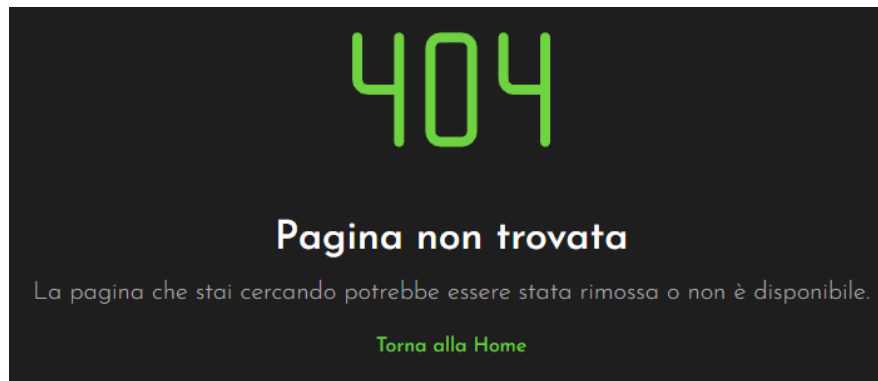 404
Pagina non trovata
La pagina che stai cercando potrebbe essere stata rimossa o non è disponibile.
Torna alla Home